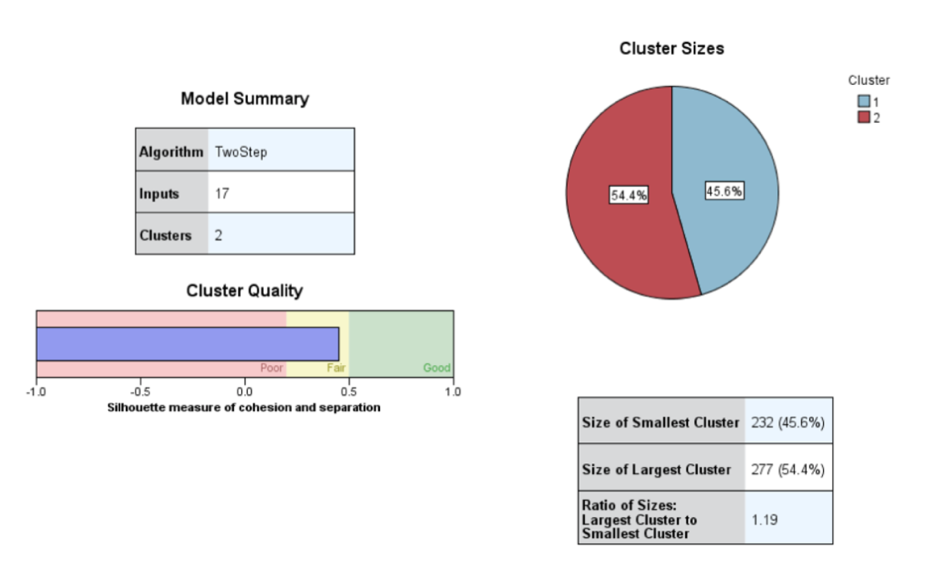 Model Summary
Algorithm TwoStep
Inputs 17
Clusters 2
Cluster Quality
Poor Fair Good
-1.0 -0.5 0.0 0.5 1.0
Silhouette measure of cohesion and separation
Cluster Sizes
Cluster
1
2
54.4% 45.6%
Size of Smallest Cluster 232 (45.6%)
Size of Largest Cluster 277 (54.4%)
Ratio of Sizes:
Largest Cluster to
Smallest Cluster 1.19